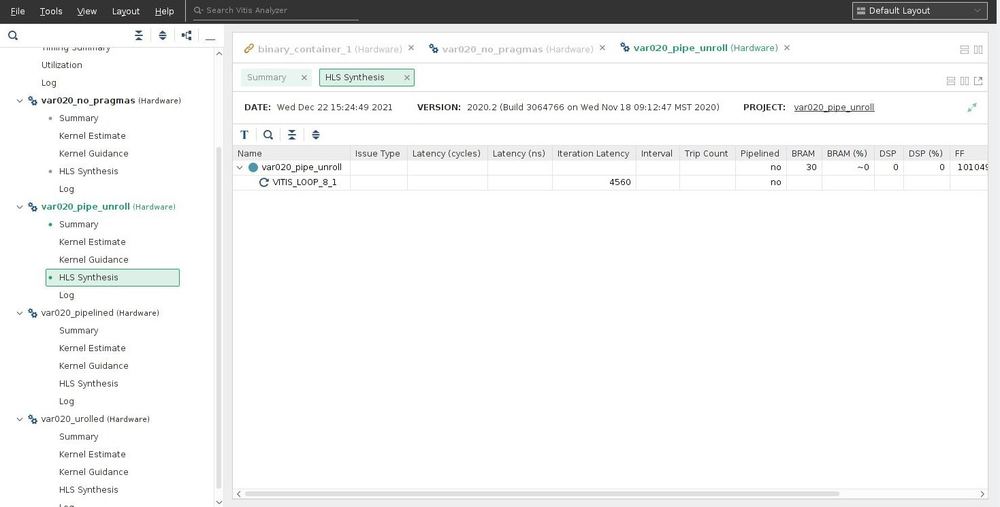 File Tools View Layout Help Search Vitis Analyzer Default Layout
Timing Summary
Utilization
Log
var020_no_pragmas (Hardware)
Summary
Kernel Estimate
Kernel Guidance
HLS Synthesis
Log
var020_pipe_unroll (Hardware)
Summary
Kernel Estimate
Kernel Guidance
HLS Synthesis
Log
var020_pipelined (Hardware)
Summary
Kernel Estimate
Kernel Guidance
HLS Synthesis
Log
var020_urolled (Hardware)
Summary
Kernel Estimate
Kernel Guidance
HLS Synthesis
Log
binary_container_1 (Hardware) var020_no_pragmas (Hardware) var020_pipe_unroll (Hardware)
Summary HLS Synthesis
DATE: Wed Dec 22 15:24:49 2021 VERSION: 2020.2 (Build 3064766 on Wed Nov 18 09:12:47 MST 2020) PROJECT: var020_pipe_unroll
T
Name Issue Type Latency (cycles) Latency (ns) Iteration Latency Interval Trip Count Pipelined BRAM BRAM (%) DSP DSP (%) FF
var020_pipe_unroll no 30 ~0 0 0 101049
VITIS_LOOP_8_1 4560 no